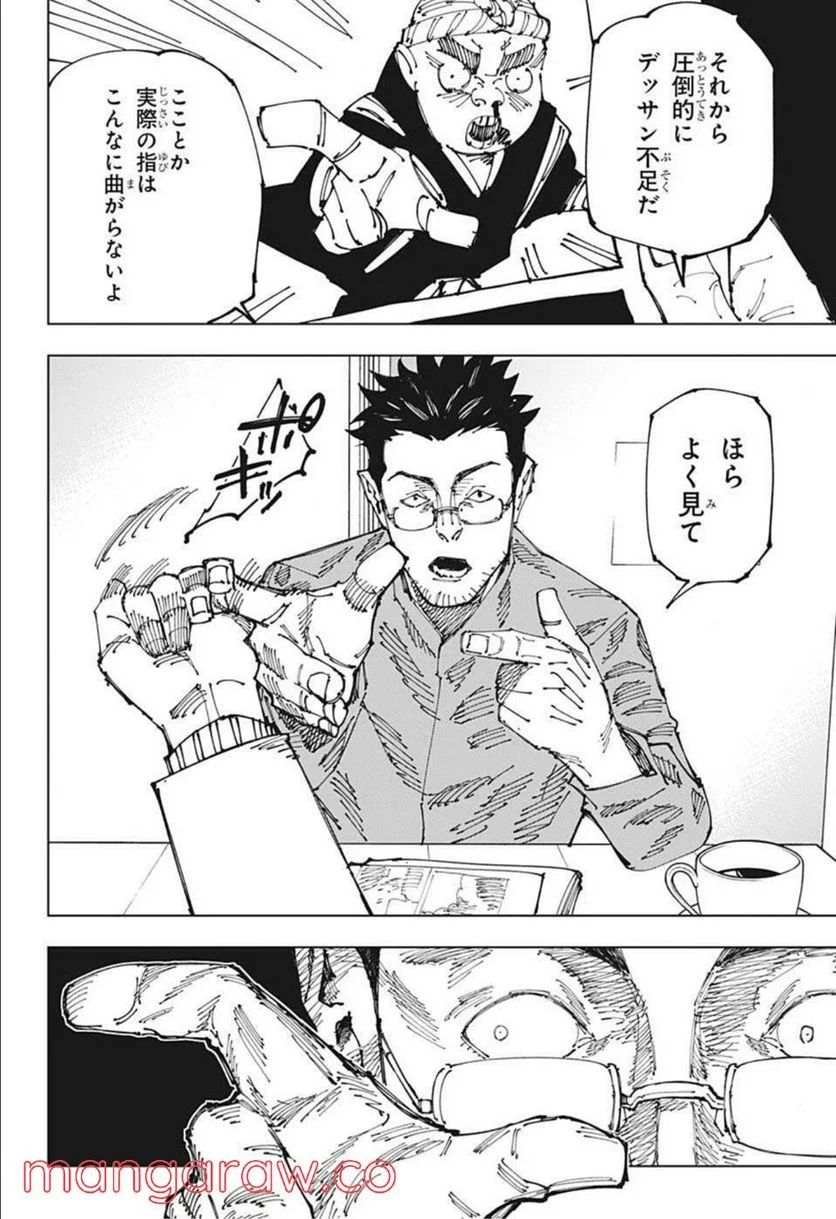 それから
圧倒的に
デッサン不足だ
こことか
実際の指は
こんなに曲がらないよ
ほら
よく見て
ポキッ
mangaraw.co